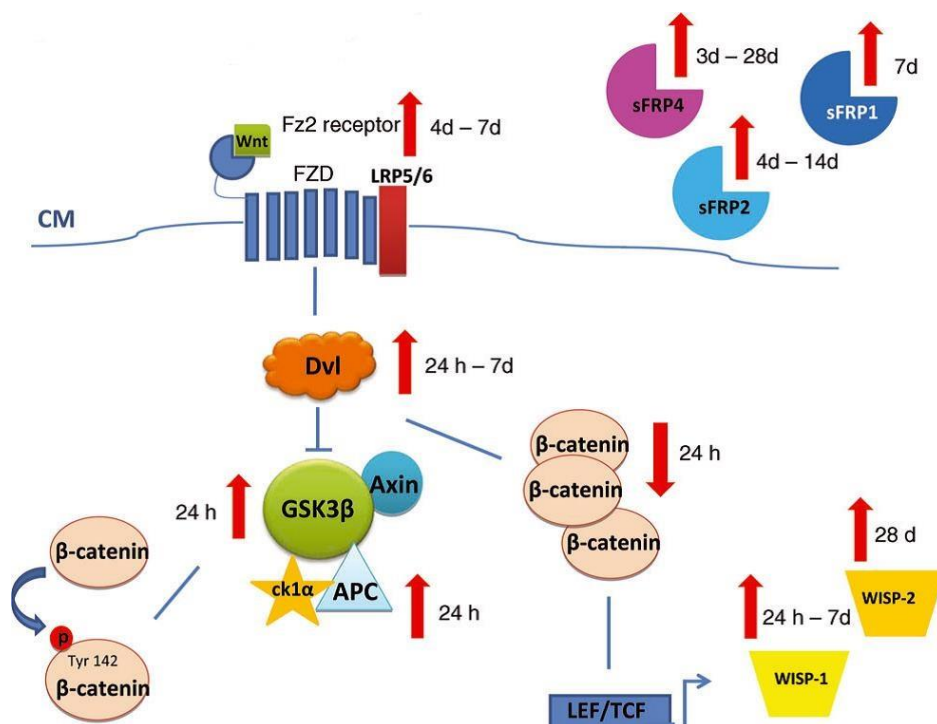 3d – 28d
sFRP4
7d
sFRP1
4d – 14d
sFRP2
Wnt
Fz2 receptor
4d – 7d
FZD
LRP5/6
CM
Dvl
24 h – 7d
β-catenin
β-catenin
β-catenin
24 h
24 h
GSK3β
Axin
ck1α
APC
24 h
β-catenin
p
Tyr 142
β-catenin
28 d
WISP-2
24 h – 7d
WISP-1
LEF/TCF